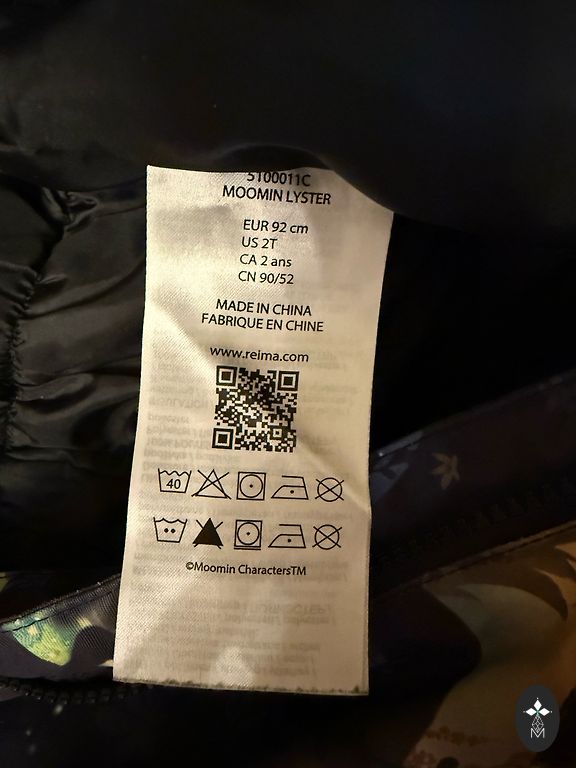 5100011C
MOOMIN LYSTER
EUR 92 cm
US 2T
CA 2 ans
CN 90/52
MADE IN CHINA
FABRIQUE EN CHINE
www.reima.com
40
©Moomin CharactersTM
M